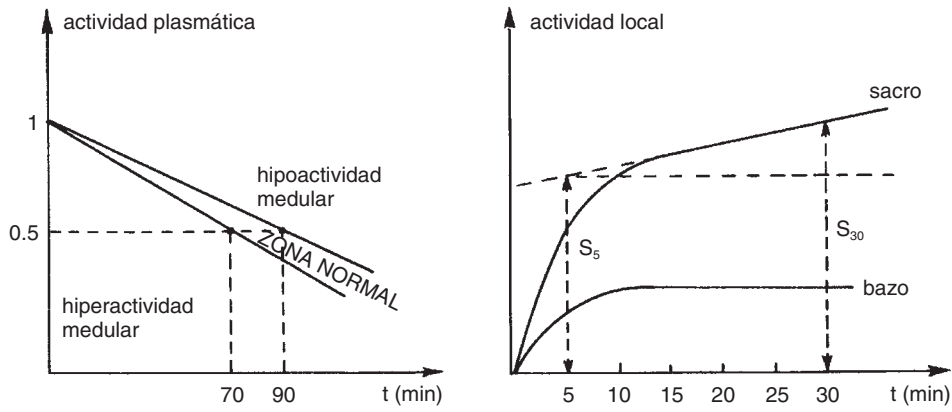 actividad plasmática
1
hipoactividad
medular
0.5
ZONA NORMAL
hiperactividad
medular
70 90 t (min)
actividad local
sacro
S5
S30
bazo
5 10 15 20 25 30 t (min)